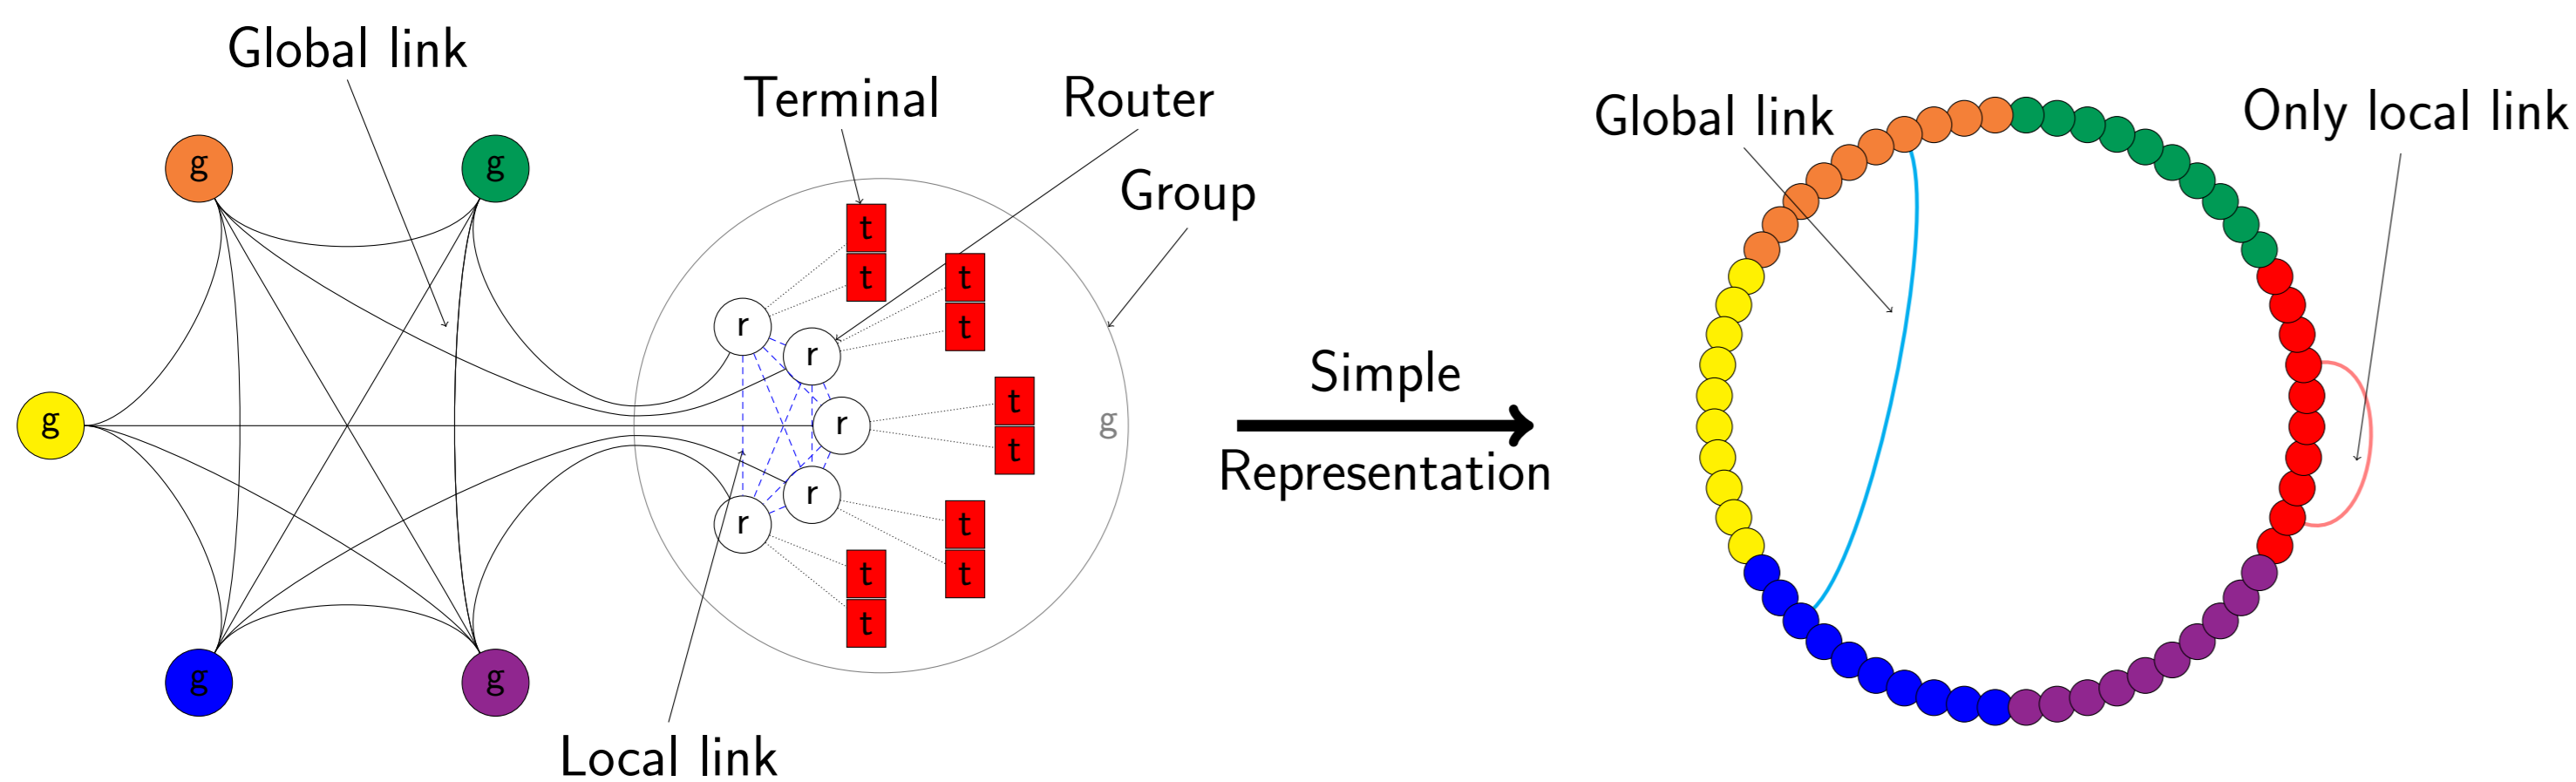 Global link
Terminal
Router
Group
Global link
Only local link
g
g
g
g
g
g
t
t
t
t
t
t
t
t
t
t
r
r
r
r
r
Simple
Representation
Local link